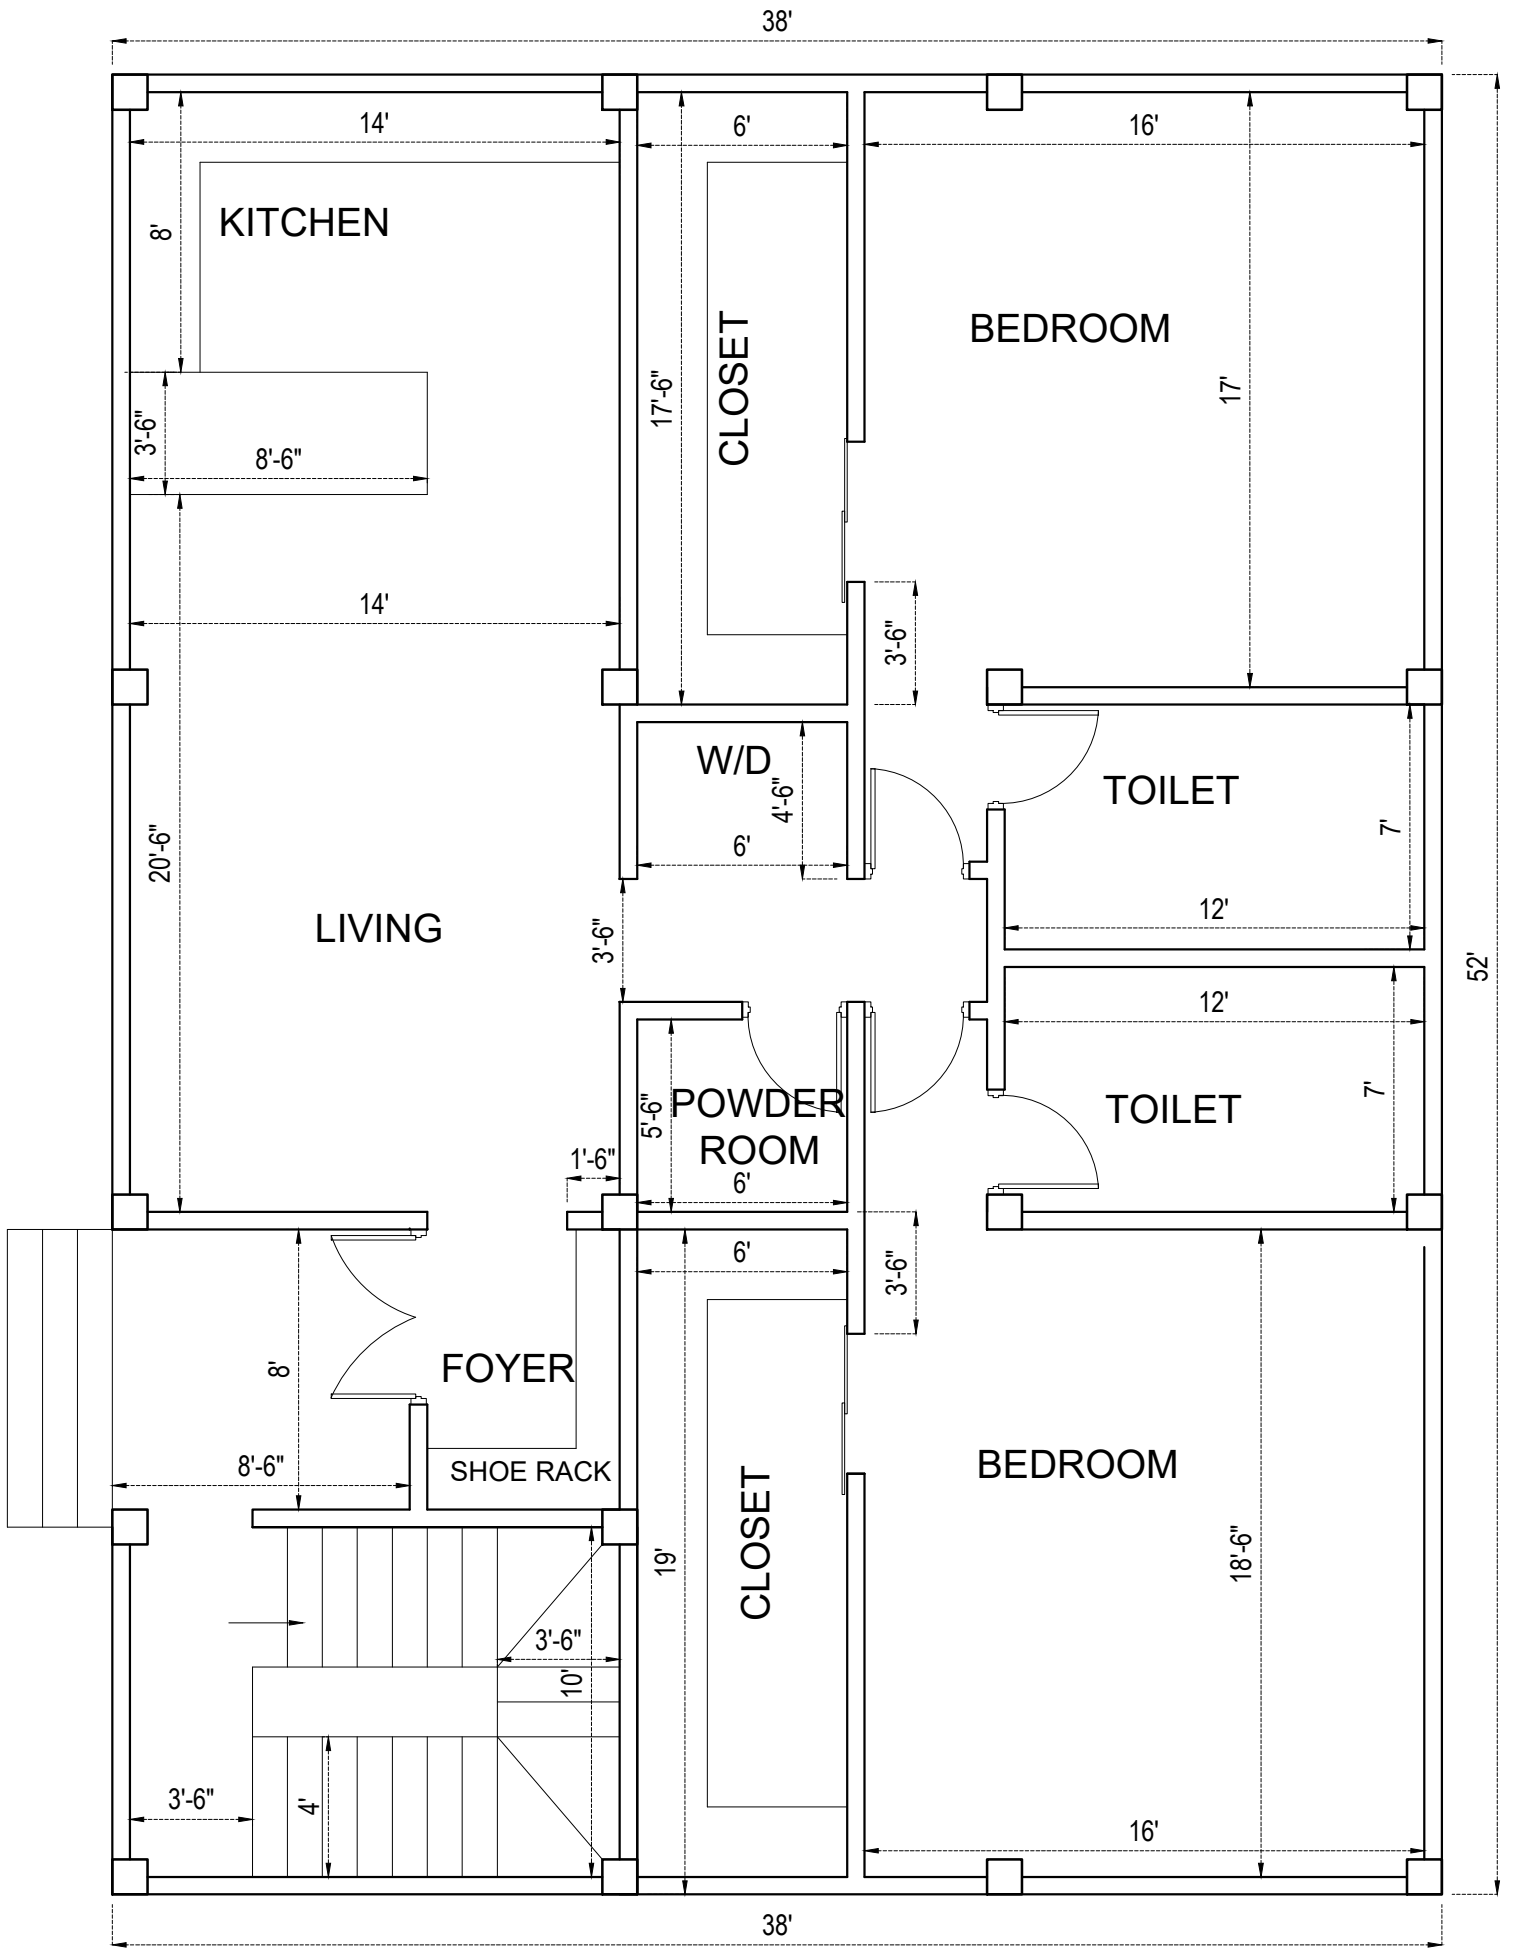 38'
14'
6'
16'
KITCHEN
8'
CLOSET
BEDROOM
17'-6"
17'
3'-6"
8'-6"
14'
3'-6"
W/D
4'-6"
6'
TOILET
7'
20'-6"
12'
LIVING
3'-6"
52'
12'
POWDER
ROOM
5'-6"
6'
TOILET
7'
1'-6"
6'
3'-6"
8'
FOYER
8'-6"
SHOE RACK
CLOSET
BEDROOM
19'
18'-6"
3'-6"
10'
3'-6"
4'
16'
38'